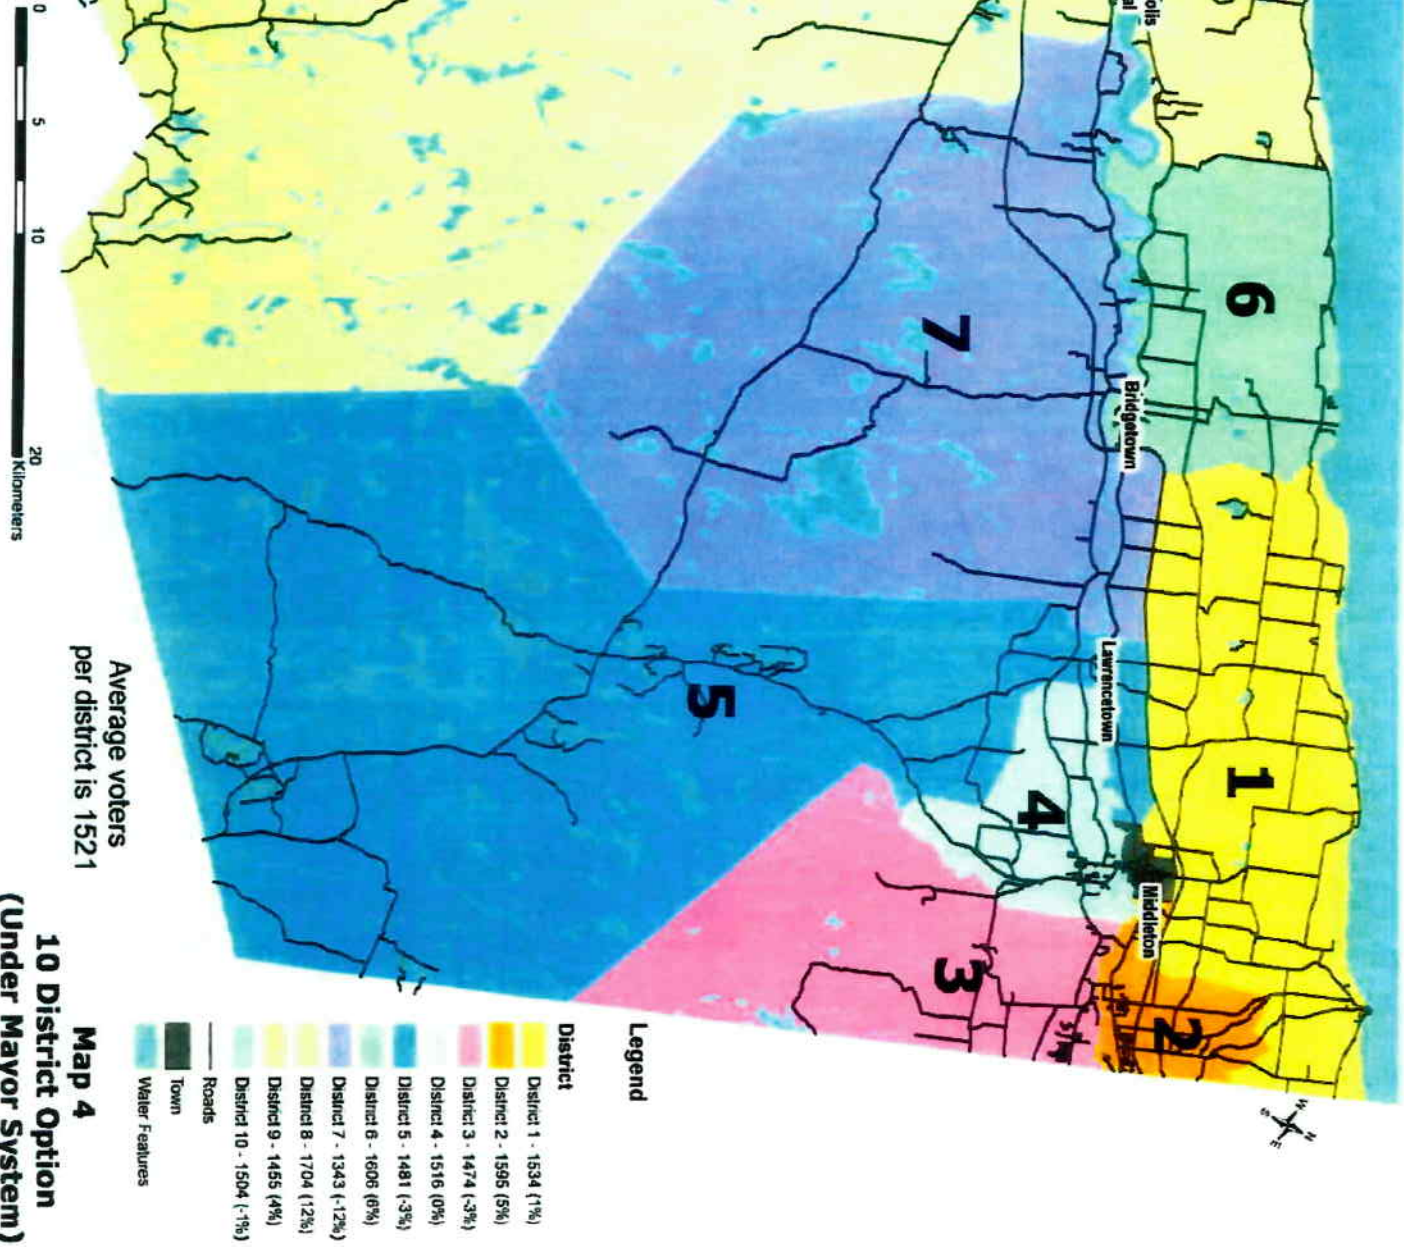 olis
al
6
7
Bridgetown
1
Lawrencetown
5
4
Middleton
3
2
N
W
E
S
0
5
10
20
Kilometers
Average voters
per district is 1521
Legend
District
District 1 - 1534 (1%)
District 2 - 1595 (5%)
District 3 - 1474 (-3%)
District 4 - 1516 (0%)
District 5 - 1481 (-3%)
District 6 - 1606 (6%)
District 7 - 1343 (-12%)
District 8 - 1704 (12%)
District 9 - 1455 (4%)
District 10 - 1504 (-1%)
Roads
Town
Water Features
Map 4
10 District Option
(Under Mayor System)